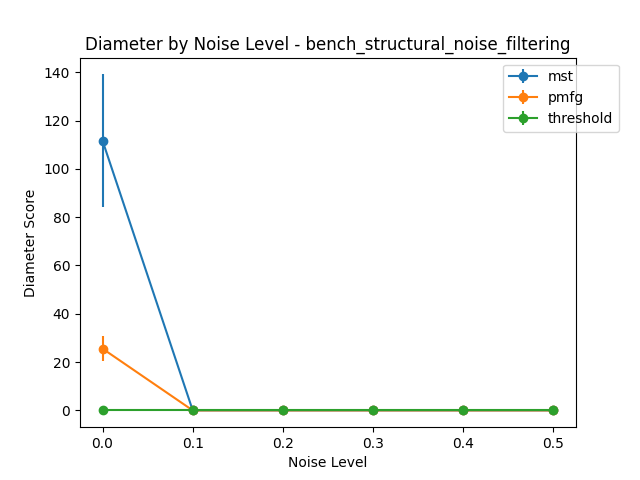 Diameter by Noise Level - bench_structural_noise_filtering
mst
pmfg
threshold
140
120
100
80
60
40
20
0
Diameter Score
0.0 0.1 0.2 0.3 0.4 0.5
Noise Level